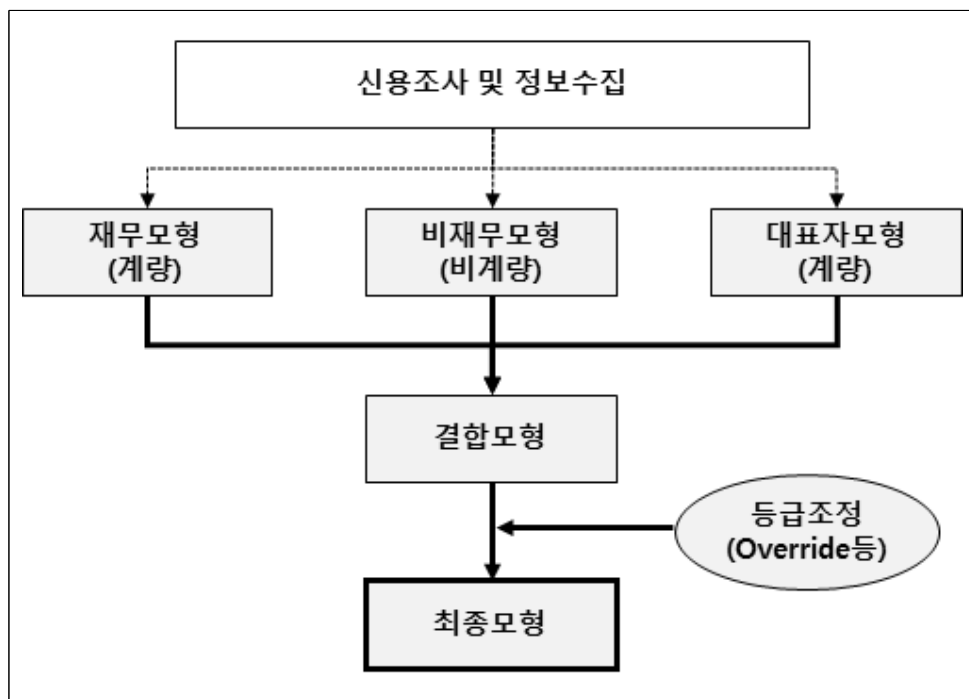 신용조사 및 정보수집
재무모형
(계량)
비재무모형
(비계량)
대표자모형
(계량)
결합모형
등급조정
(Override등)
최종모형